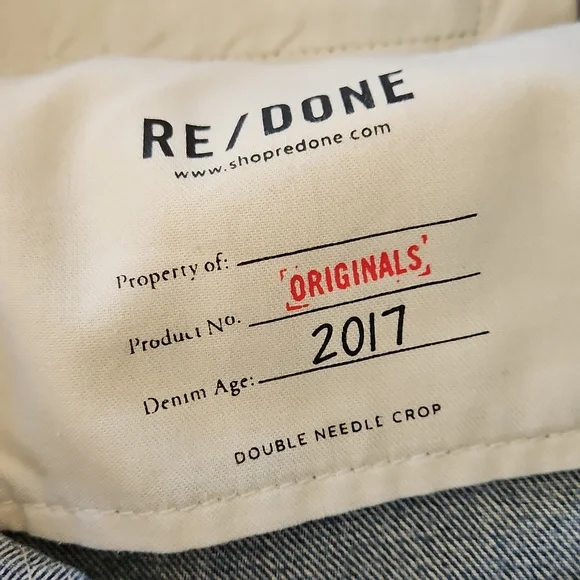 RE/DONE
www.shopredone.com
Property of:
Product No. ORIGINALS
Denim Age: 2017
DOUBLE NEEDLE CROP